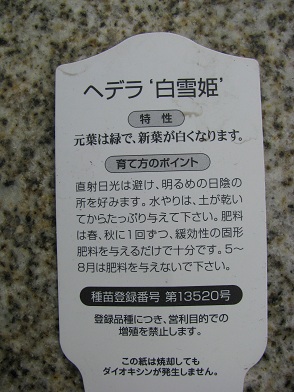 ヘデラ‘白雪姫’
特性
元葉は緑で、新葉が白くなります。
育て方のポイント
直射日光は避け、明るめの日陰の
所を好みます。水やりは、土が乾い
てからたっぷり与えて下さい。肥料
は春、秋に1回ずつ、緩効性の固形
肥料を与えるだけで十分です。5〜
8月は肥料を与えないで下さい。
種苗登録番号 第13520号
登録品種につき、営利目的での
増殖を禁止します。
この紙は焼却しても
ダイオキシンが発生しません。